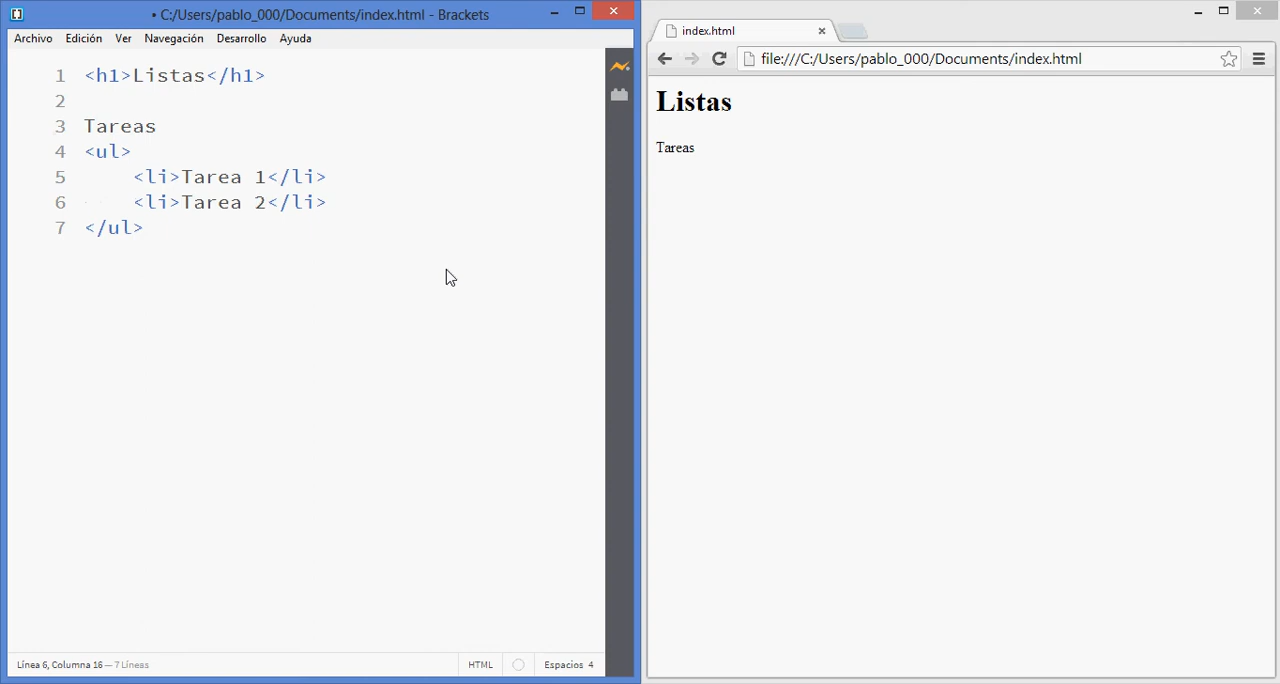 • C:/Users/pablo_000/Documents/index.html - Brackets
Archivo Edición Ver Navegación Desarrollo Ayuda
1 <h1>Listas</h1>
2
3 Tareas
4 <ul>
5 <li>Tarea 1</li>
6 <li>Tarea 2</li>
7 </ul>
Línea 6, Columna 16 — 7 Líneas
HTML
Espacios 4
index.html
file:///C:/Users/pablo_000/Documents/index.html
Listas
Tareas